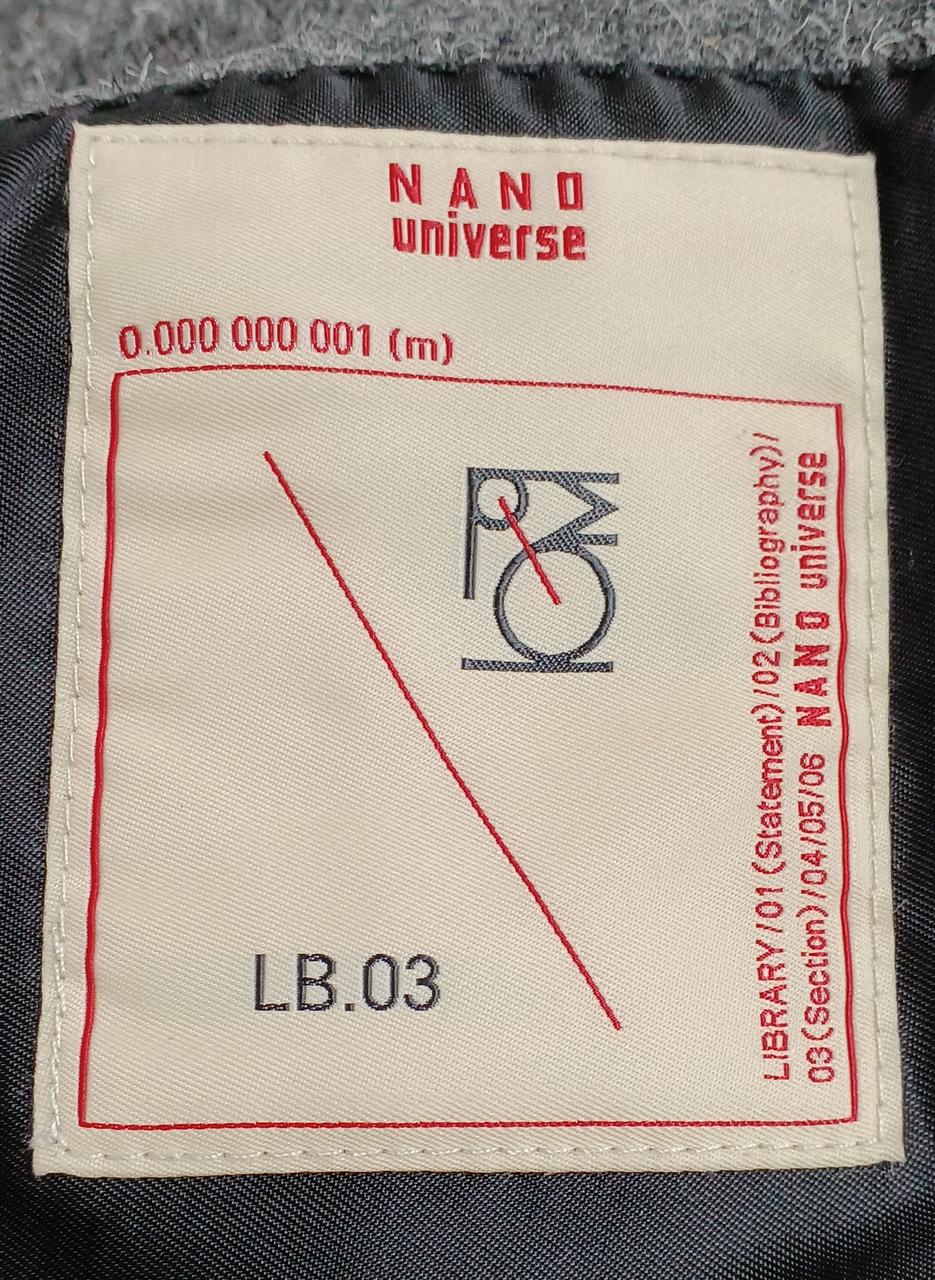 NANO
universe
0.000 000 001 (m)
LB.03
LIBRARY/01(Statement)/02(Bibliography)/
03(Section)/04/05/06 NANO universe